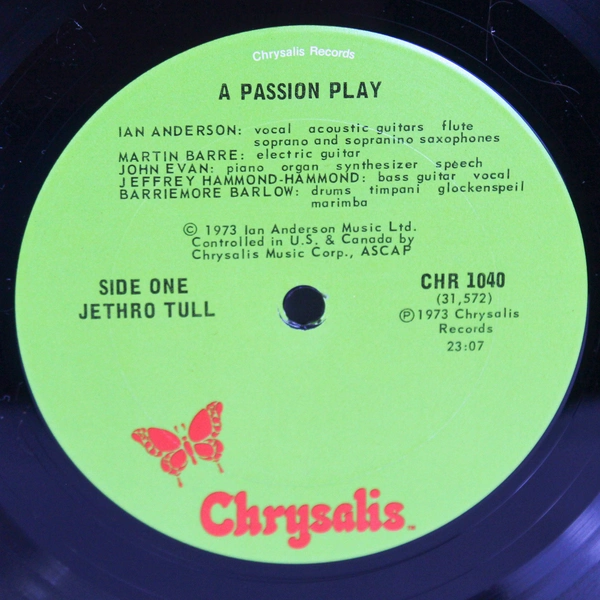 Chrysalis Records
A PASSION PLAY
IAN ANDERSON: vocal acoustic guitars flute
soprano and sopranino saxophones
MARTIN BARRE: electric guitar
JOHN EVAN: piano organ synthesizer speech
JEFFREY HAMMOND-HAMMOND: bass guitar vocal
BARRIEMORE BARLOW: drums timpani glockenspeil
marimba
© 1973 Ian Anderson Music Ltd.
Controlled in U.S. & Canada by
Chrysalis Music Corp., ASCAP
SIDE ONE
JETHRO TULL
CHR 1040
(31,572)
℗1973 Chrysalis
Records
23:07
Chrysalis™